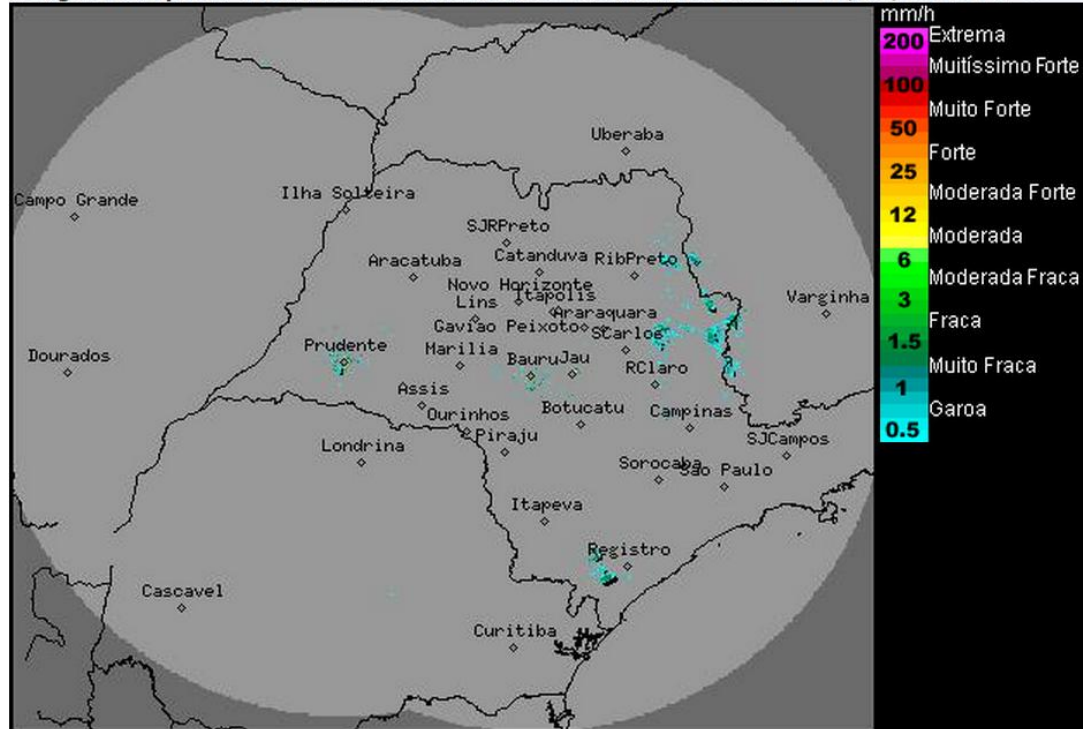 mm/h
200 Extrema
Muitíssimo Forte
100
Muito Forte
50
Forte
25
Moderada Forte
12
Moderada
6
Moderada Fraca
3
Fraca
1.5
Muito Fraca
1
Garoa
0.5
Uberaba
Campo Grande
Ilha Solteira
SJRPreto
Aracatuba
Catanduva
RibPreto
Novo Horizonte
Lins
Itapolis
Varginha
Araraquara
Gaviao Peixoto
SCarlos
Dourados
Prudente
Marilia
Bauru
Jau
RClaro
Assis
Ourinhos
Botucatu
Campinas
Piraju
SJCampos
Londrina
Sorocaba
Sao Paulo
Itapeva
Registro
Cascavel
Curitiba